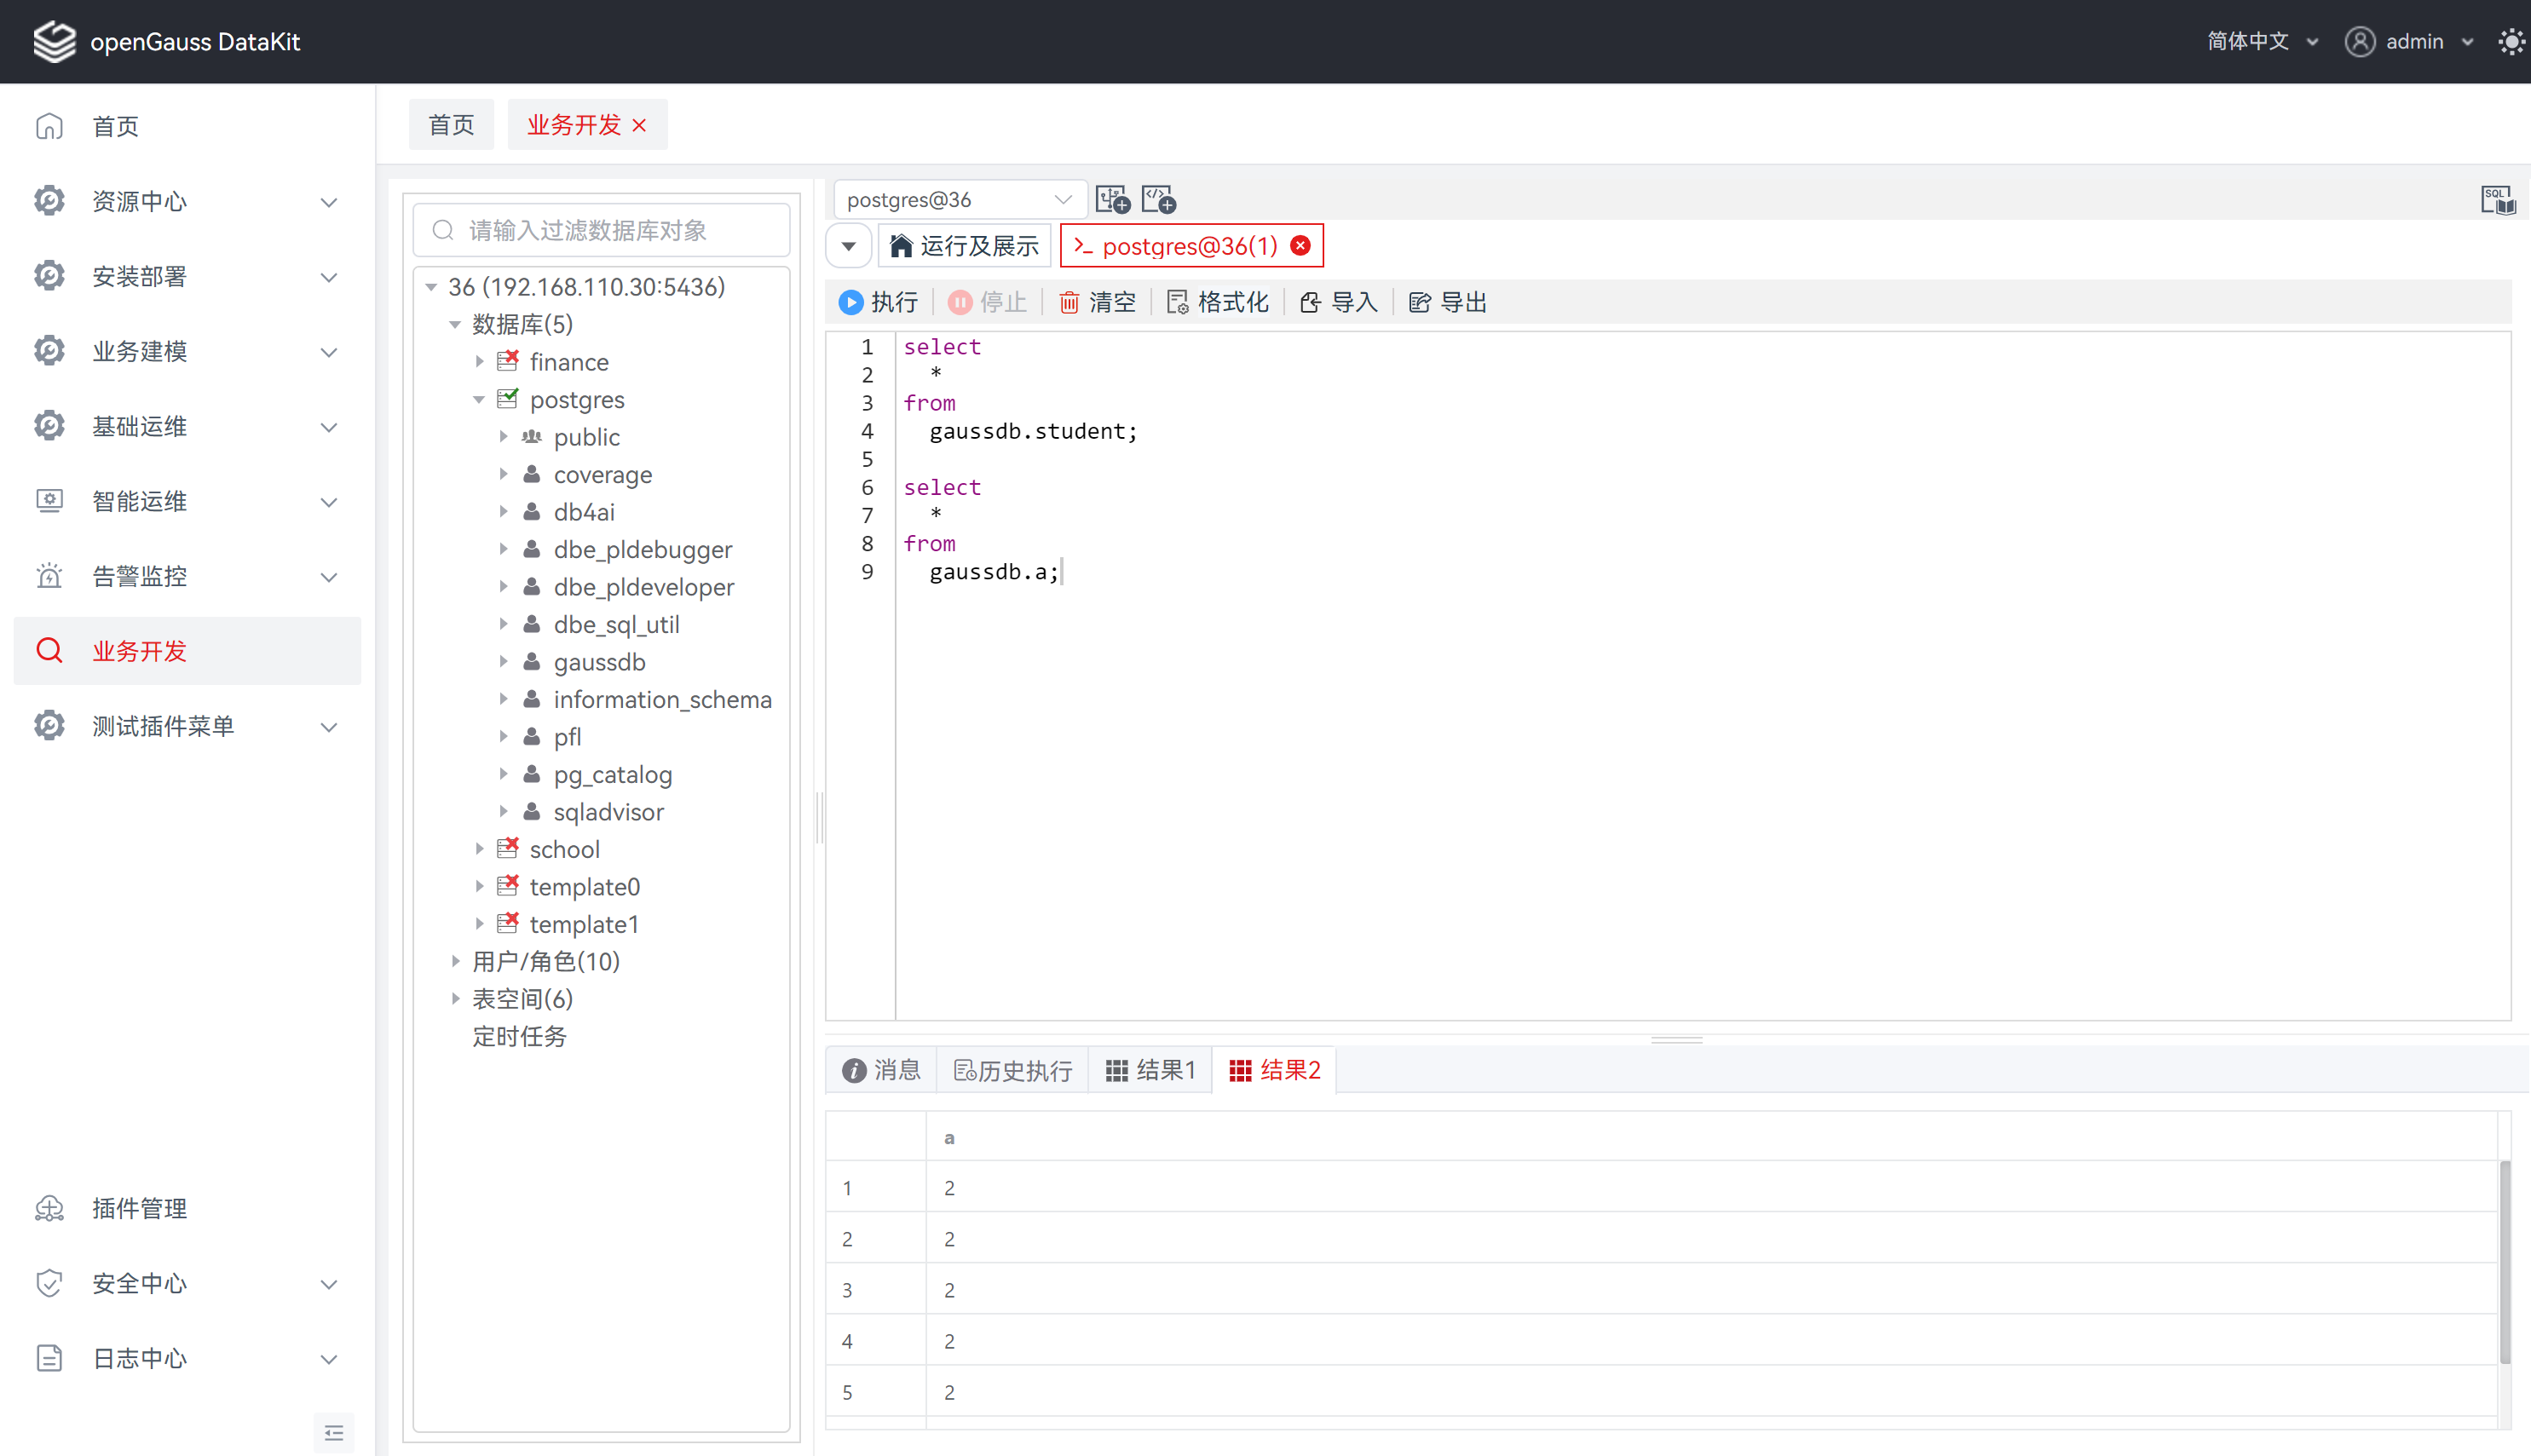 openGauss DataKit
简体中文
admin
首页
资源中心
安装部署
业务建模
基础运维
智能运维
告警监控
业务开发
测试插件菜单
插件管理
安全中心
日志中心
首页
业务开发
请输入过滤数据库对象
36 (192.168.110.30:5436)
数据库(5)
finance
postgres
public
coverage
db4ai
dbe_pldebugger
dbe_pldeveloper
dbe_sql_util
gaussdb
information_schema
pfl
pg_catalog
sqladvisor
school
template0
template1
用户/角色(10)
表空间(6)
定时任务
postgres@36
SQL
运行及展示
postgres@36(1)
执行 停止 清空 格式化 导入 导出
1 select
2 *
3 from
4 gaussdb.student;
5
6 select
7 *
8 from
9 gaussdb.a;
消息 历史执行 结果1 结果2
a
1 2
2 2
3 2
4 2
5 2